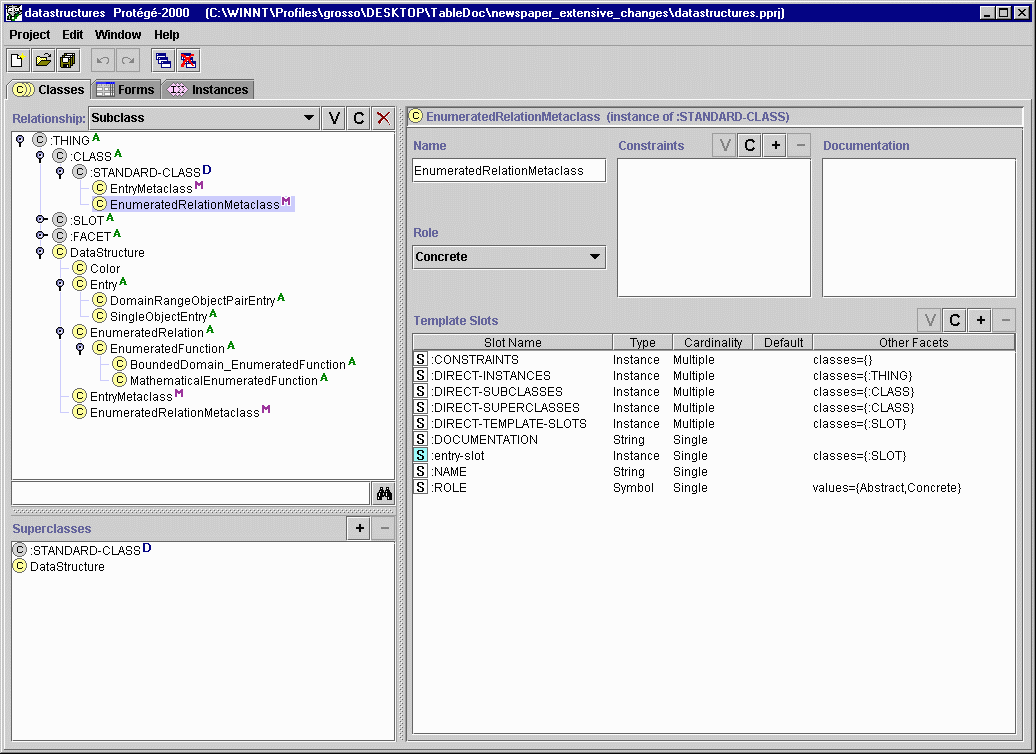 datastructures Protégé-2000 (C:\WINNT\Profiles\grosso\DESKTOP\TableDoc\newspaper_extensive_changes\datastructures.pprj)
Project Edit Window Help
C Classes Forms I Instances
Relationship: Subclass V C
C :THING A
C :CLASS A
C :STANDARD-CLASS D
C EntryMetaclass M
C EnumeratedRelationMetaclass M
C :SLOT A
C :FACET A
C DataStructure
C Color
C Entry A
C DomainRangeObjectPairEntry A
C SingleObjectEntry A
C EnumeratedRelation A
C EnumeratedFunction A
C BoundedDomain_EnumeratedFunction A
C MathematicalEnumeratedFunction A
C EntryMetaclass M
C EnumeratedRelationMetaclass M
Superclasses + −
C :STANDARD-CLASS D
C DataStructure
C EnumeratedRelationMetaclass (instance of :STANDARD-CLASS)
Name
EnumeratedRelationMetaclass
Role
Concrete
Constraints V C + −
Documentation
Template Slots V C + −
Slot Name Type Cardinality Default Other Facets
S :CONSTRAINTS Instance Multiple classes={}
S :DIRECT-INSTANCES Instance Multiple classes={:THING}
S :DIRECT-SUBCLASSES Instance Multiple classes={:CLASS}
S :DIRECT-SUPERCLASSES Instance Multiple classes={:CLASS}
S :DIRECT-TEMPLATE-SLOTS Instance Multiple classes={:SLOT}
S :DOCUMENTATION String Single
S :entry-slot Instance Single classes={:SLOT}
S :NAME String Single
S :ROLE Symbol Single values={Abstract,Concrete}